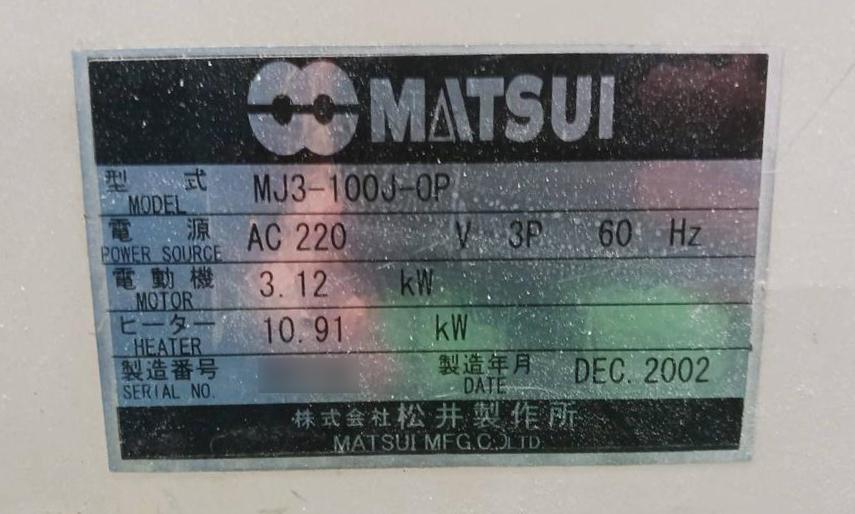 MATSUI
型式 MJ3-100J-OP
MODEL
電源 AC 220 V 3P 60 Hz
POWER SOURCE
電動機 3.12 kW
MOTOR
ヒーター 10.91 kW
HEATER
製造番号 製造年月 DEC. 2002
SERIAL NO. DATE
株式会社 松井製作所
MATSUI MFG.CO.,LTD.